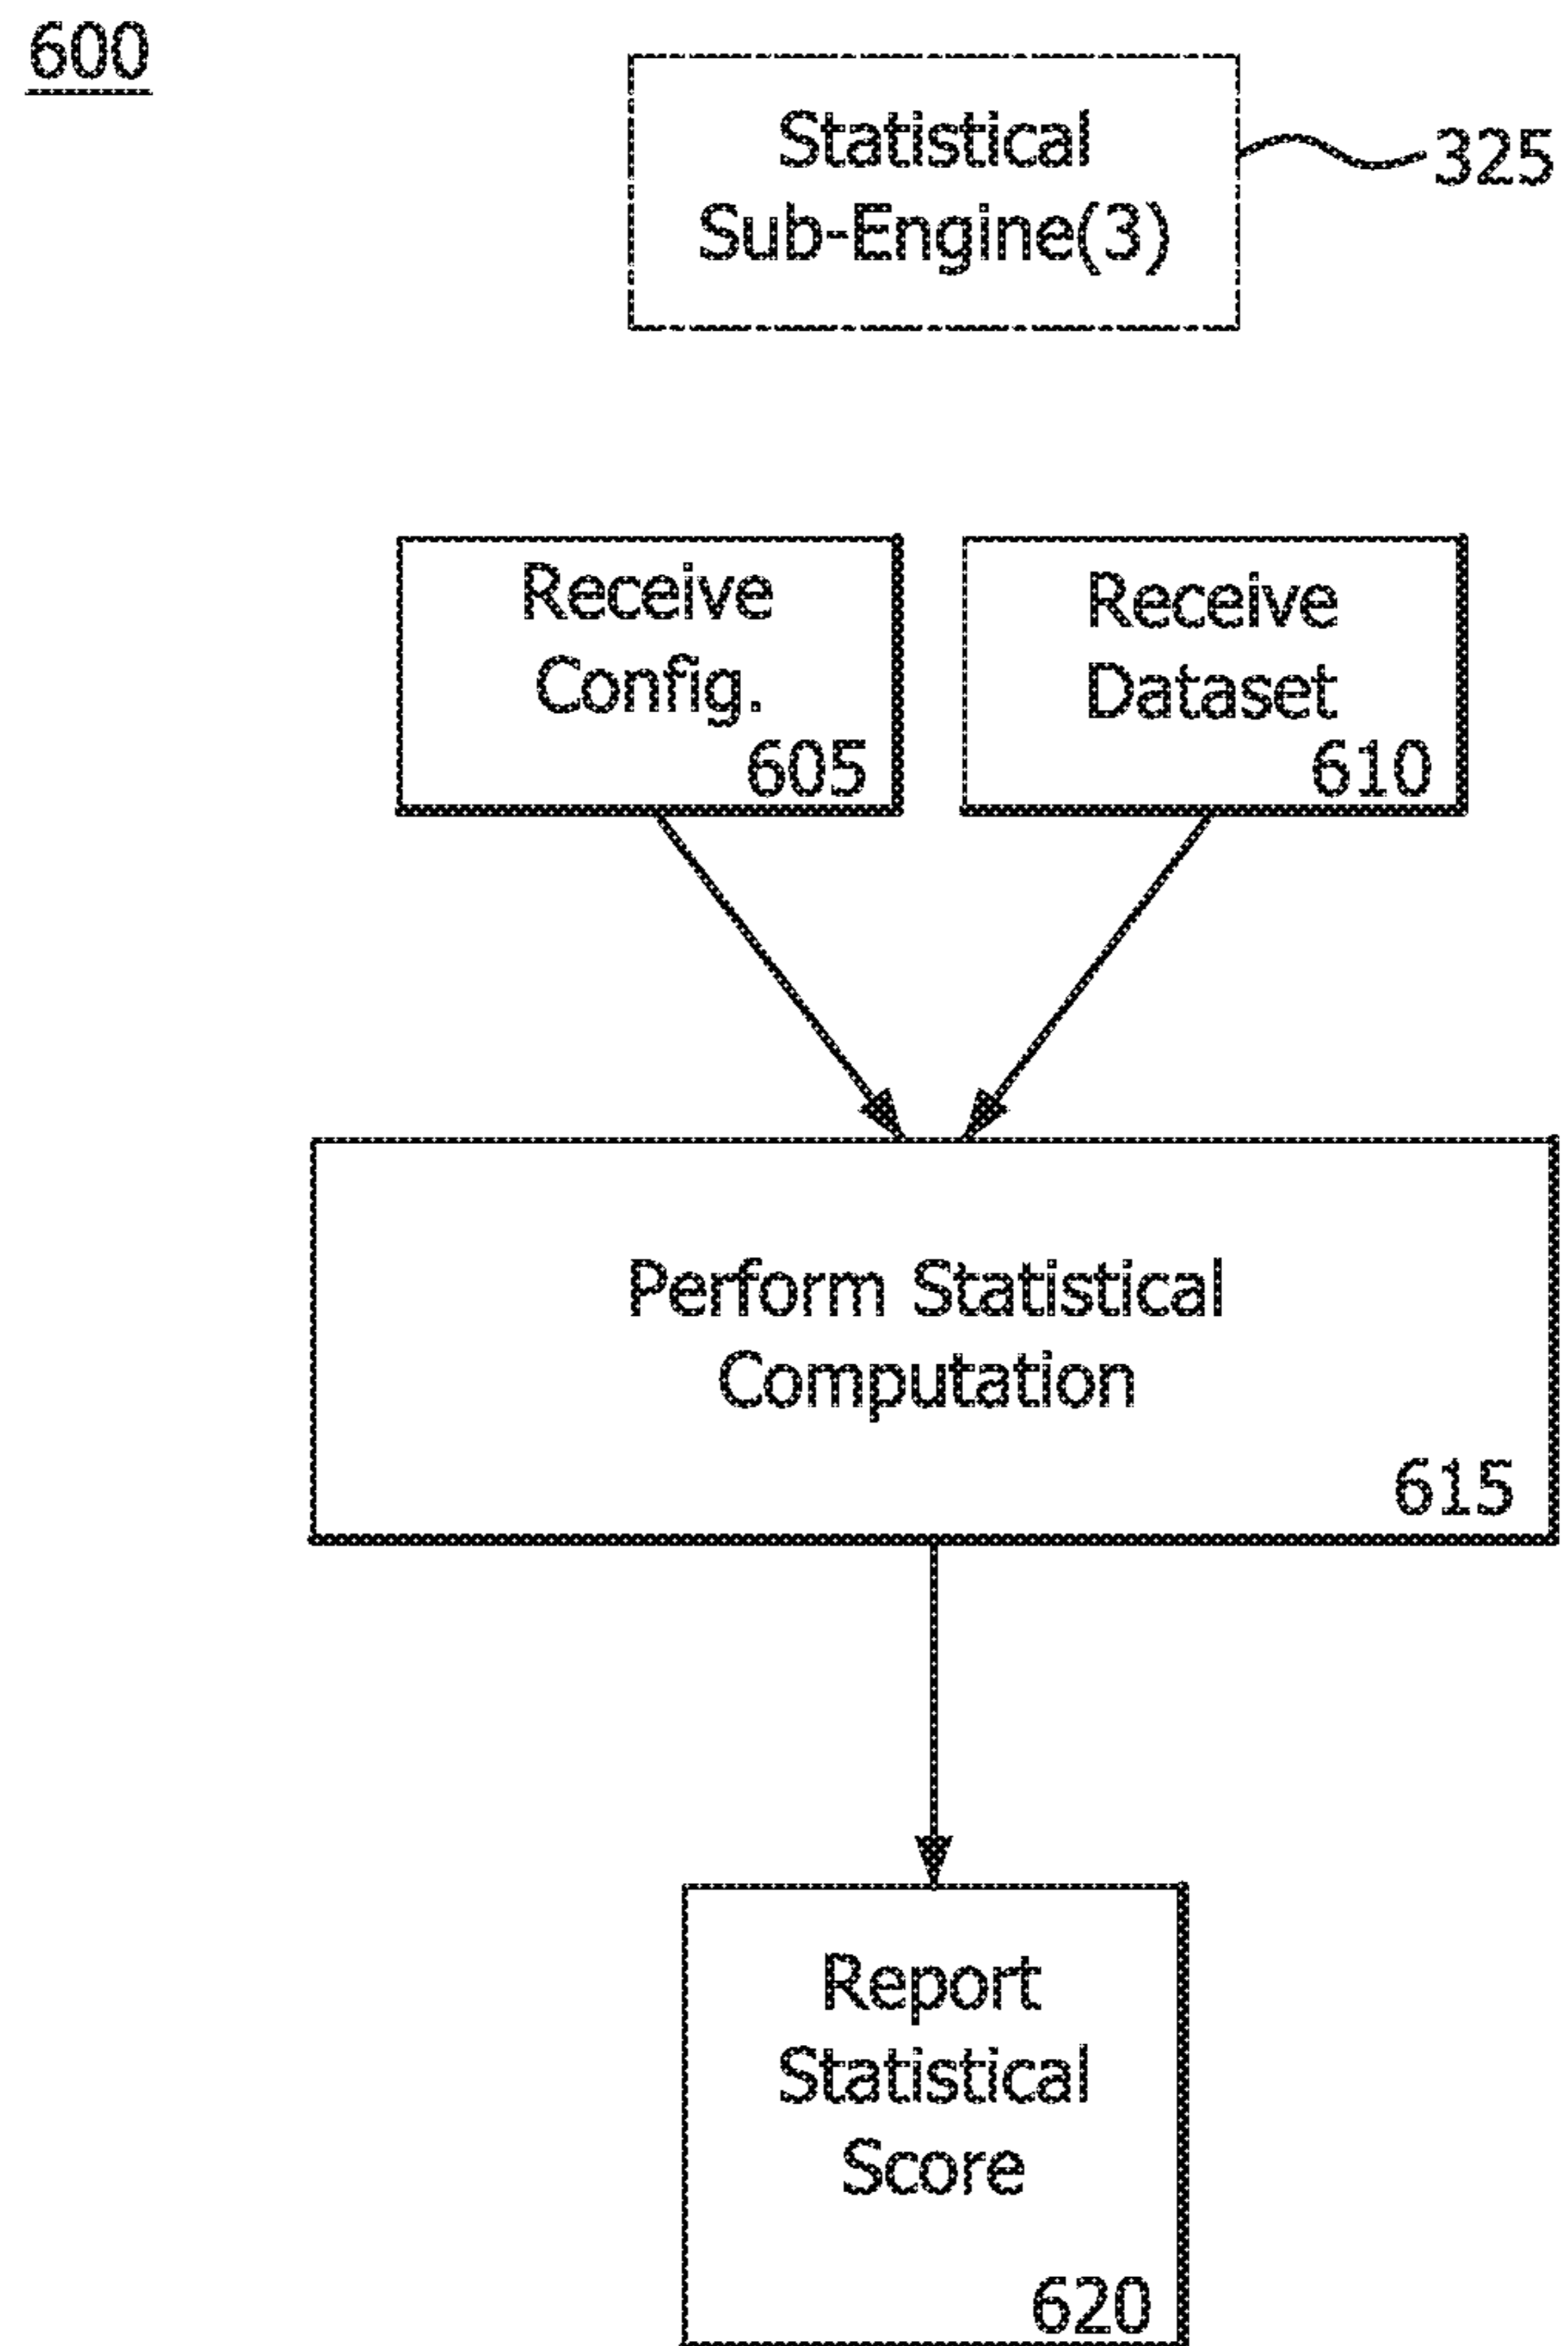 600
Statistical
Sub-Engine(3)
325
Receive
Config.
605
Receive
Dataset
610
Perform Statistical
Computation
615
Report
Statistical
Score
620